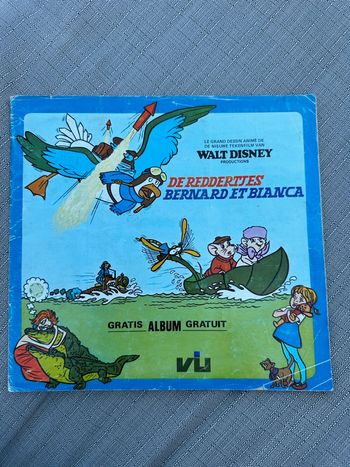 LE GRAND DESSIN ANIMÉ DE
DE NIEUWE TEKENFILM VAN
WALT DISNEY
PRODUCTIONS
DE REDDERTJES
BERNARD ET BIANCA
GRATIS ALBUM GRATUIT